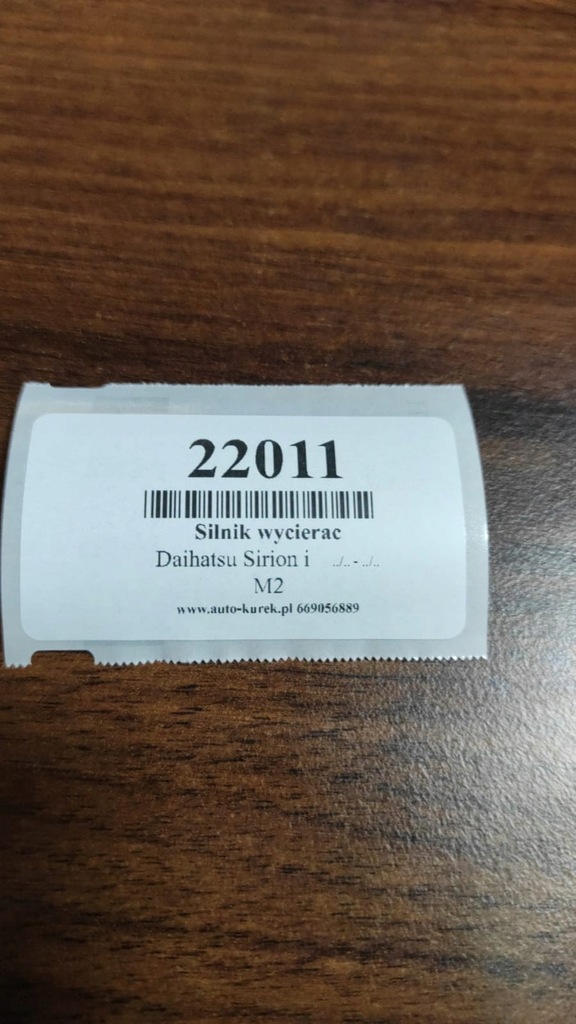 22011
Silnik wycierac
Daihatsu Sirion i ../.. - ../..
M2
www.auto-kurek.pl 669056889